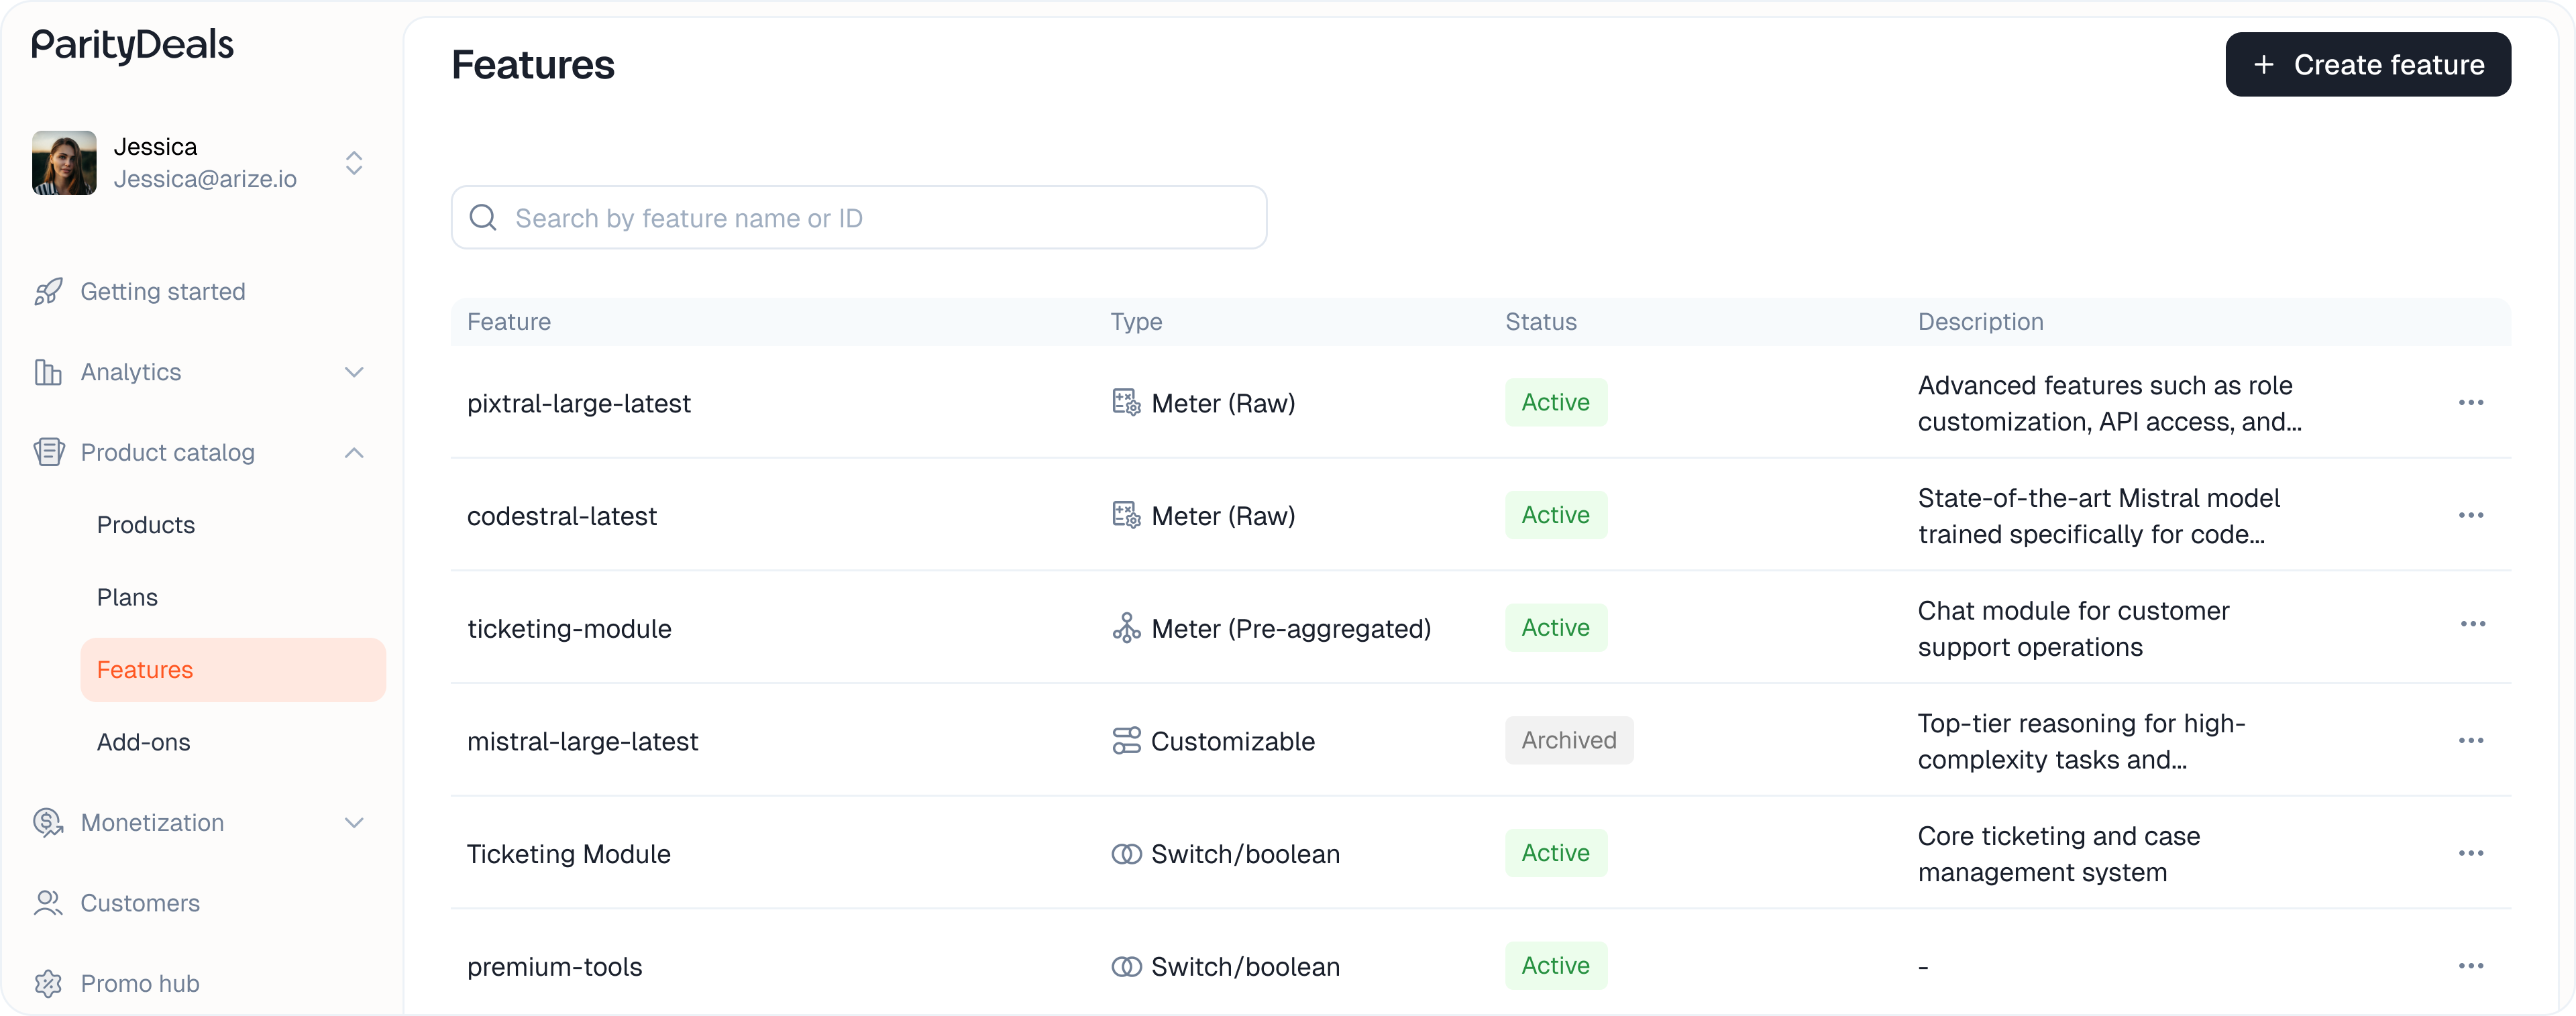 ParityDeals
Jessica
Jessica@arize.io
Getting started
Analytics
Product catalog
Products
Plans
Features
Add-ons
Monetization
Customers
Promo hub
Features
+ Create feature
Search by feature name or ID
Feature Type Status Description
pixtral-large-latest Meter (Raw) Active Advanced features such as role
customization, API access, and...
codestral-latest Meter (Raw) Active State-of-the-art Mistral model
trained specifically for code...
ticketing-module Meter (Pre-aggregated) Active Chat module for customer
support operations
mistral-large-latest Customizable Archived Top-tier reasoning for high-
complexity tasks and...
Ticketing Module Switch/boolean Active Core ticketing and case
management system
premium-tools Switch/boolean Active -